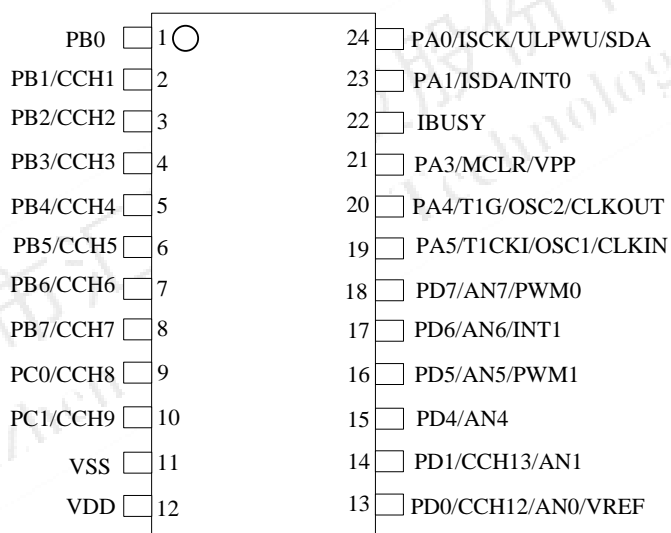 PB0 1 24 PA0/ISCK/ULPWU/SDA
PB1/CCH1 2 23 PA1/ISDA/INT0
PB2/CCH2 3 22 IBUSY
PB3/CCH3 4 21 PA3/MCLR/VPP
PB4/CCH4 5 20 PA4/T1G/OSC2/CLKOUT
PB5/CCH5 6 19 PA5/T1CKI/OSC1/CLKIN
PB6/CCH6 7 18 PD7/AN7/PWM0
PB7/CCH7 8 17 PD6/AN6/INT1
PC0/CCH8 9 16 PD5/AN5/PWM1
PC1/CCH9 10 15 PD4/AN4
VSS 11 14 PD1/CCH13/AN1
VDD 12 13 PD0/CCH12/AN0/VREF